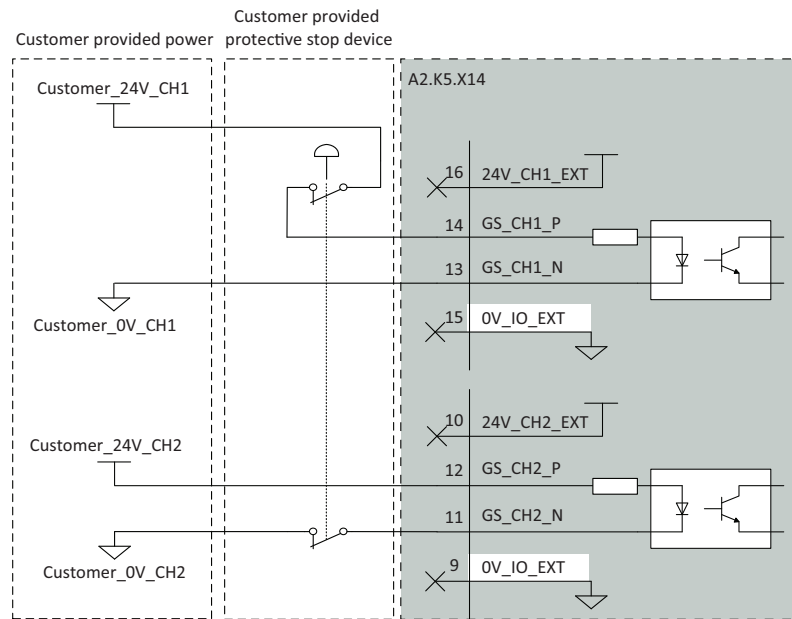 Customer provided power
Customer provided
protective stop device
A2.K5.X14
Customer_24V_CH1
16 24V_CH1_EXT
14 GS_CH1_P
13 GS_CH1_N
Customer_0V_CH1
15 0V_IO_EXT
10 24V_CH2_EXT
Customer_24V_CH2
12 GS_CH2_P
11 GS_CH2_N
Customer_0V_CH2
9 0V_IO_EXT